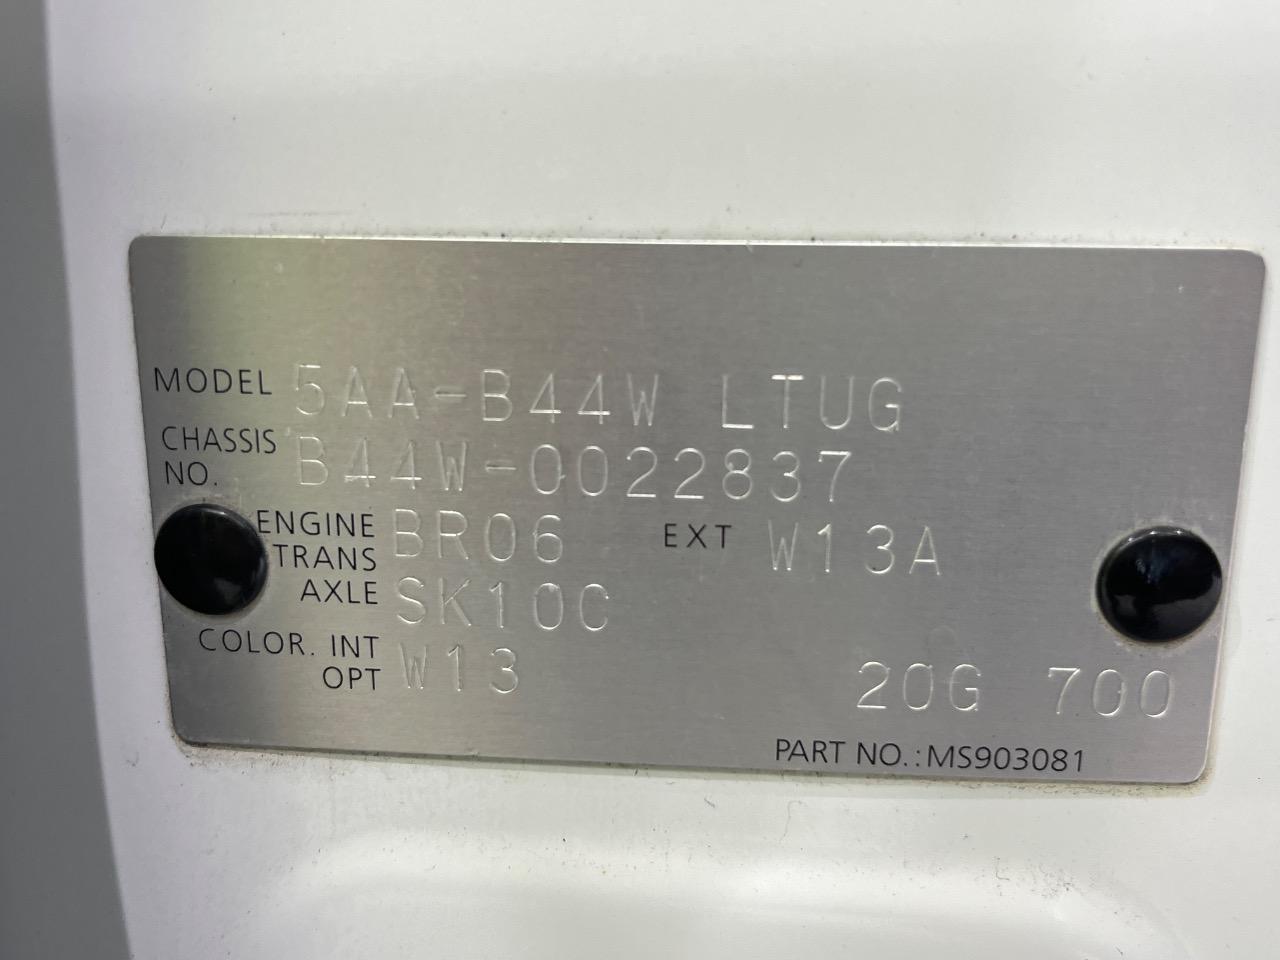 MODEL 5AA-B44W LTUG
CHASSIS NO. B44W-0022837
ENGINE BR06 EXT W13A
TRANS AXLE SK10C
COLOR. INT W13
OPT 20G 700
PART NO.:MS903081